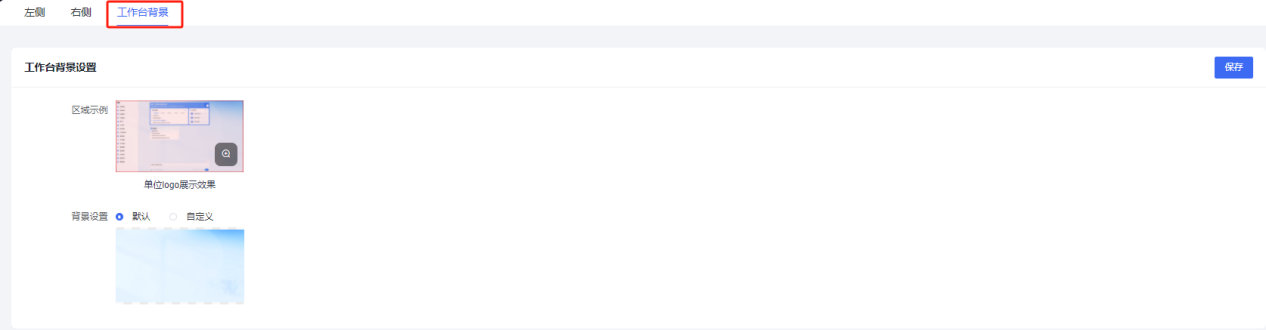 左侧 右侧 工作台背景
工作台背景设置 保存
区域示例
单位logo展示效果
背景设置 默认 自定义